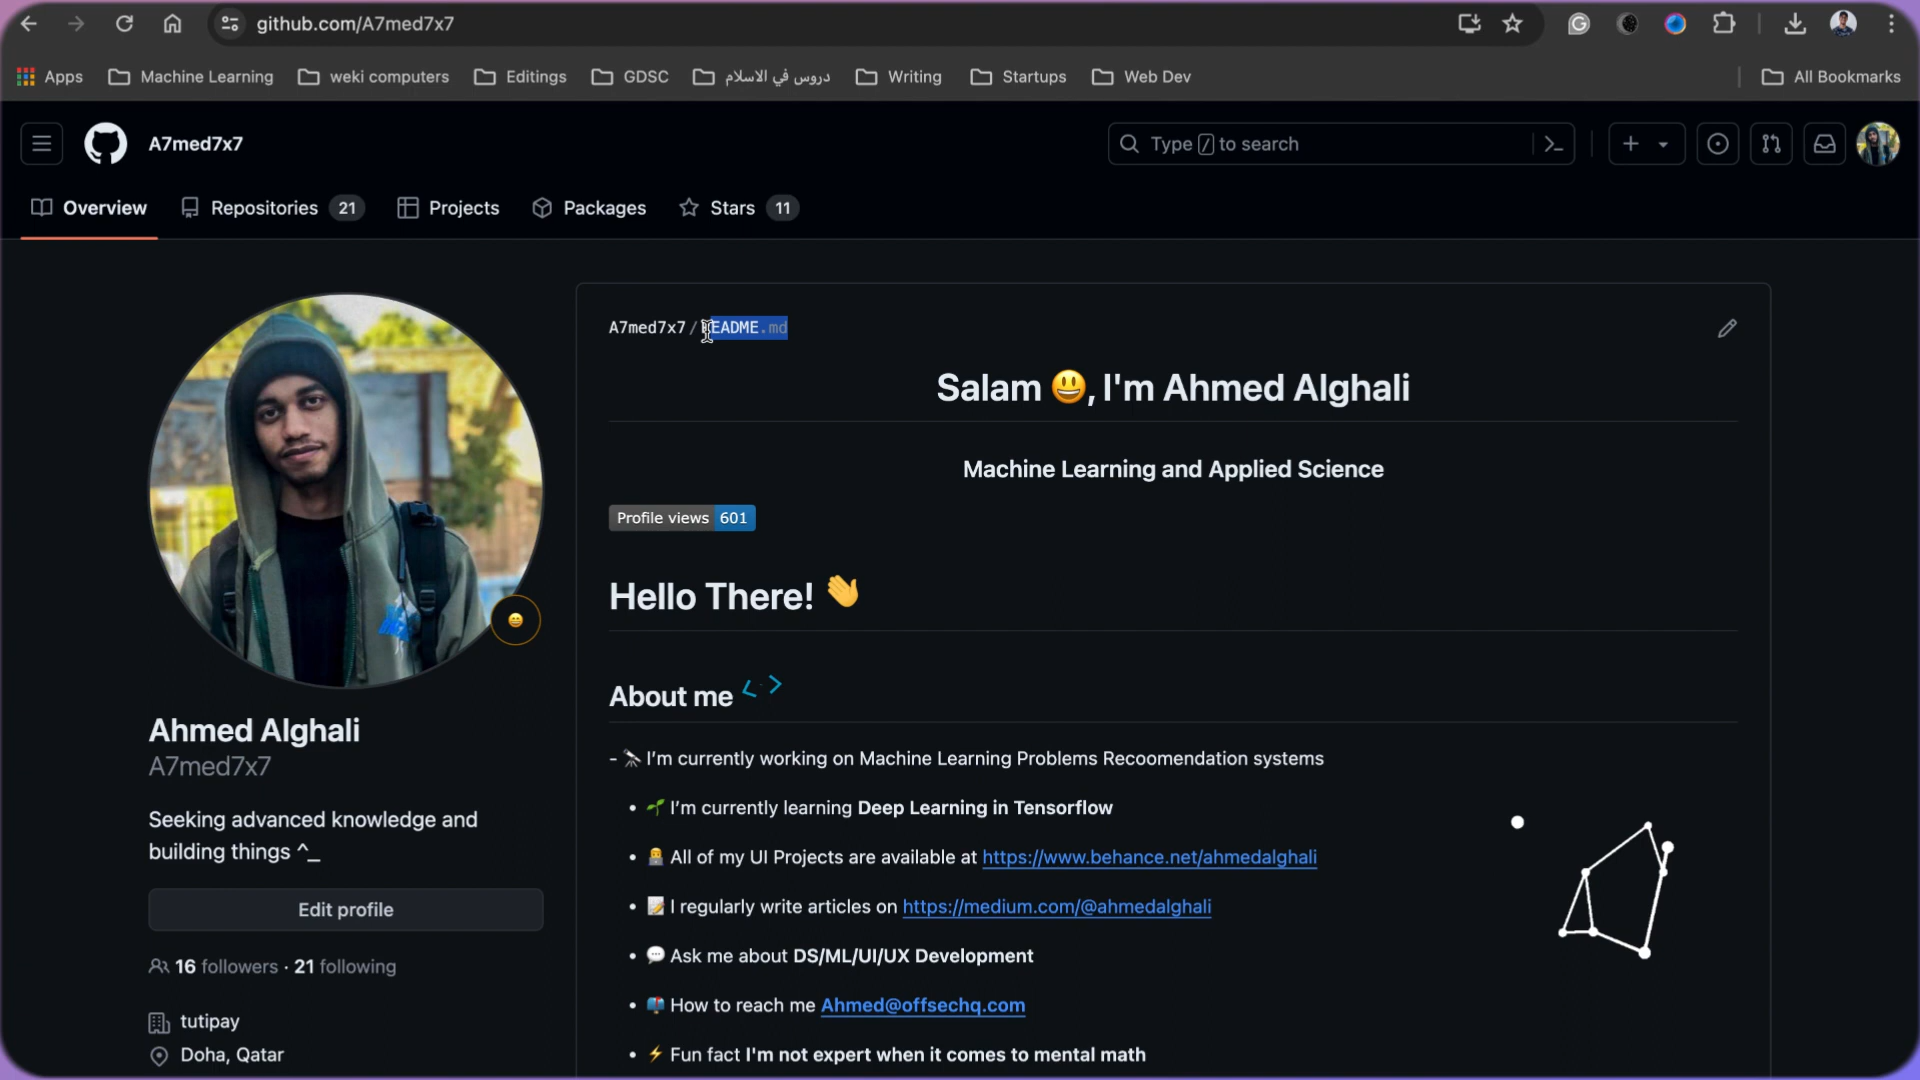 github.com/A7med7x7
Apps
Machine Learning
weki computers
Editings
GDSC
دروس في الاسلام
Writing
Startups
Web Dev
All Bookmarks
A7med7x7
Type / to search
Overview
Repositories 21
Projects
Packages
Stars 11
A7med7x7/README.md
Salam 😃, I'm Ahmed Alghali
Machine Learning and Applied Science
Profile views 601
Hello There! 👋
About me < >
- 🔭 I'm currently working on Machine Learning Problems Recoomendation systems
• 🌱 I'm currently learning Deep Learning in Tensorflow
• 👨‍💻 All of my UI Projects are available at https://www.behance.net/ahmedalghali
• 📝 I regularly write articles on https://medium.com/@ahmedalghali
• 💬 Ask me about DS/ML/UI/UX Development
• 📫 How to reach me Ahmed@offsechq.com
• ⚡ Fun fact I'm not expert when it comes to mental math
Ahmed Alghali
A7med7x7
Seeking advanced knowledge and
building things ^_
Edit profile
16 followers · 21 following
tutipay
Doha, Qatar